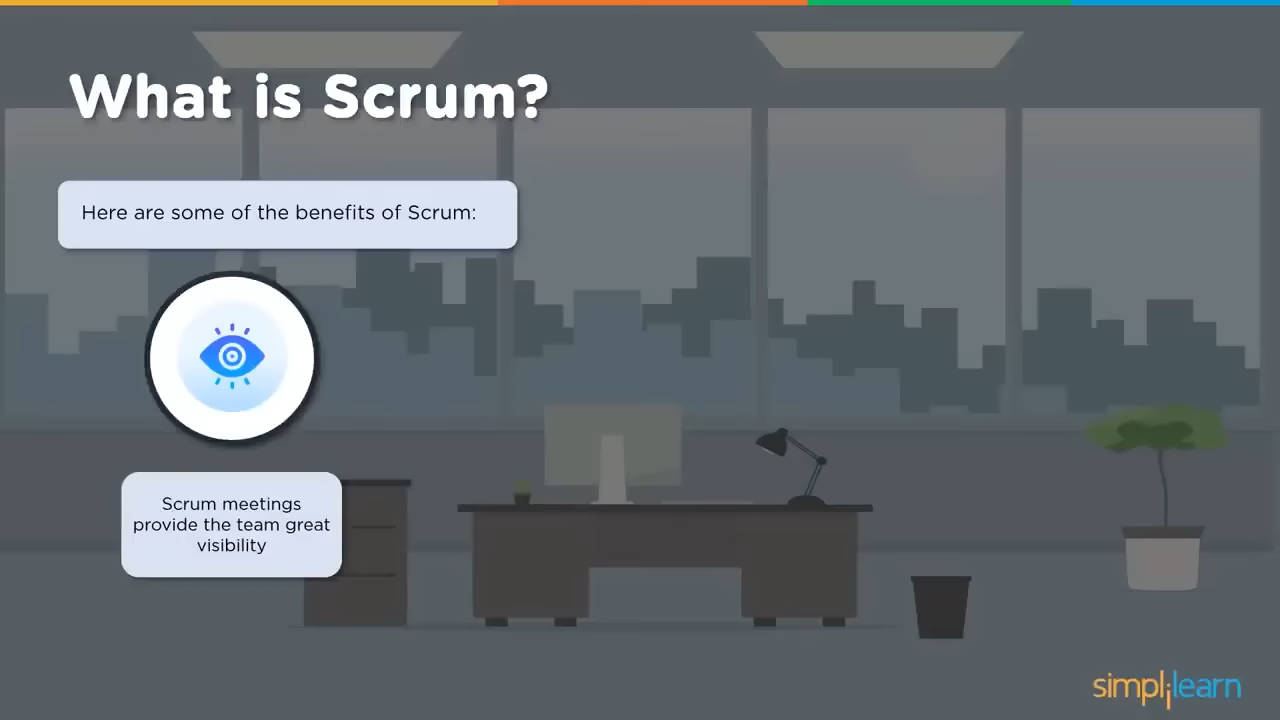 What is Scrum?
Here are some of the benefits of Scrum:
Scrum meetings
provide the team great
visibility
simplilearn